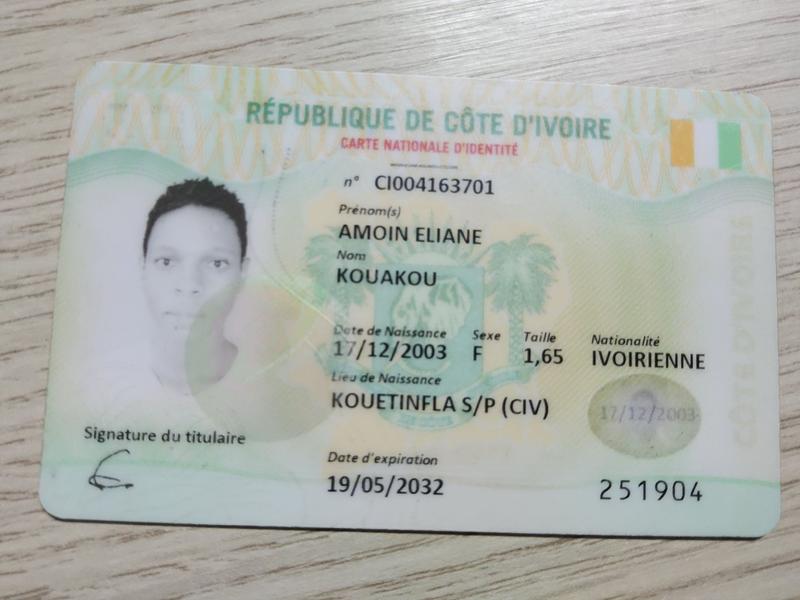 RÉPUBLIQUE DE CÔTE D'IVOIRE
CARTE NATIONALE D'IDENTITÉ
n° CI004163701
Prénom(s)
AMOIN ELIANE
Nom
KOUAKOU
Date de Naissance Sexe Taille Nationalité
17/12/2003 F 1,65 IVOIRIENNE
Lieu de Naissance
KOUETINFLA S/P (CIV)
17/12/2003
Signature du titulaire
Date d'expiration
19/05/2032
251904
CÔTE D'IVOIRE